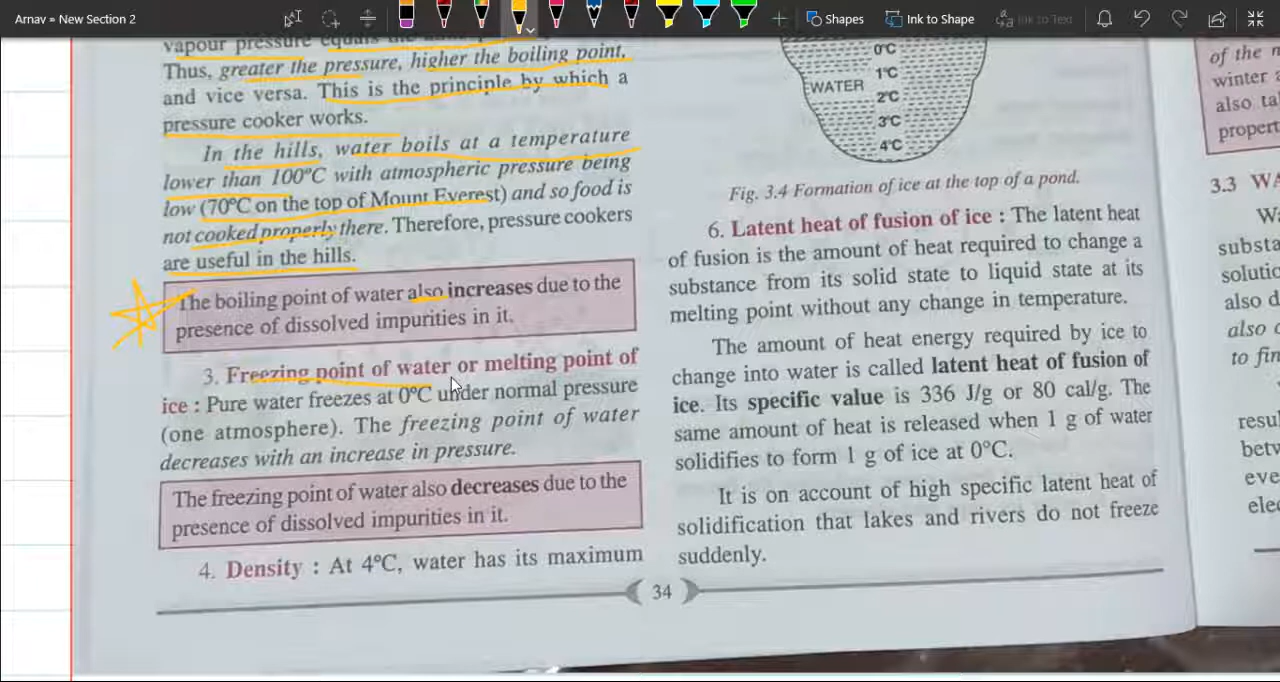 Arnav » New Section 2
Shapes
Ink to Shape
Ink to Text
vapour pressure equals the
Thus, greater the pressure, higher the boiling point,
and vice versa. This is the principle by which a
pressure cooker works.
In the hills, water boils at a temperature
lower than 100°C with atmospheric pressure being
low (70°C on the top of Mount Everest) and so food is
not cooked properly there. Therefore, pressure cookers
are useful in the hills.
The boiling point of water also increases due to the
presence of dissolved impurities in it.
3. Freezing point of water or melting point of
ice : Pure water freezes at 0°C under normal pressure
(one atmosphere). The freezing point of water
decreases with an increase in pressure.
The freezing point of water also decreases due to the
presence of dissolved impurities in it.
4. Density : At 4°C, water has its maximum
0°C
1°C
WATER
2°C
3°C
4°C
Fig. 3.4 Formation of ice at the top of a pond.
6. Latent heat of fusion of ice : The latent heat
of fusion is the amount of heat required to change a
substance from its solid state to liquid state at its
melting point without any change in temperature.
The amount of heat energy required by ice to
change into water is called latent heat of fusion of
ice. Its specific value is 336 J/g or 80 cal/g. The
same amount of heat is released when 1 g of water
solidifies to form 1 g of ice at 0°C.
It is on account of high specific latent heat of
solidification that lakes and rivers do not freeze
suddenly.
34
of the
winter
also
3.3
also d
also
to